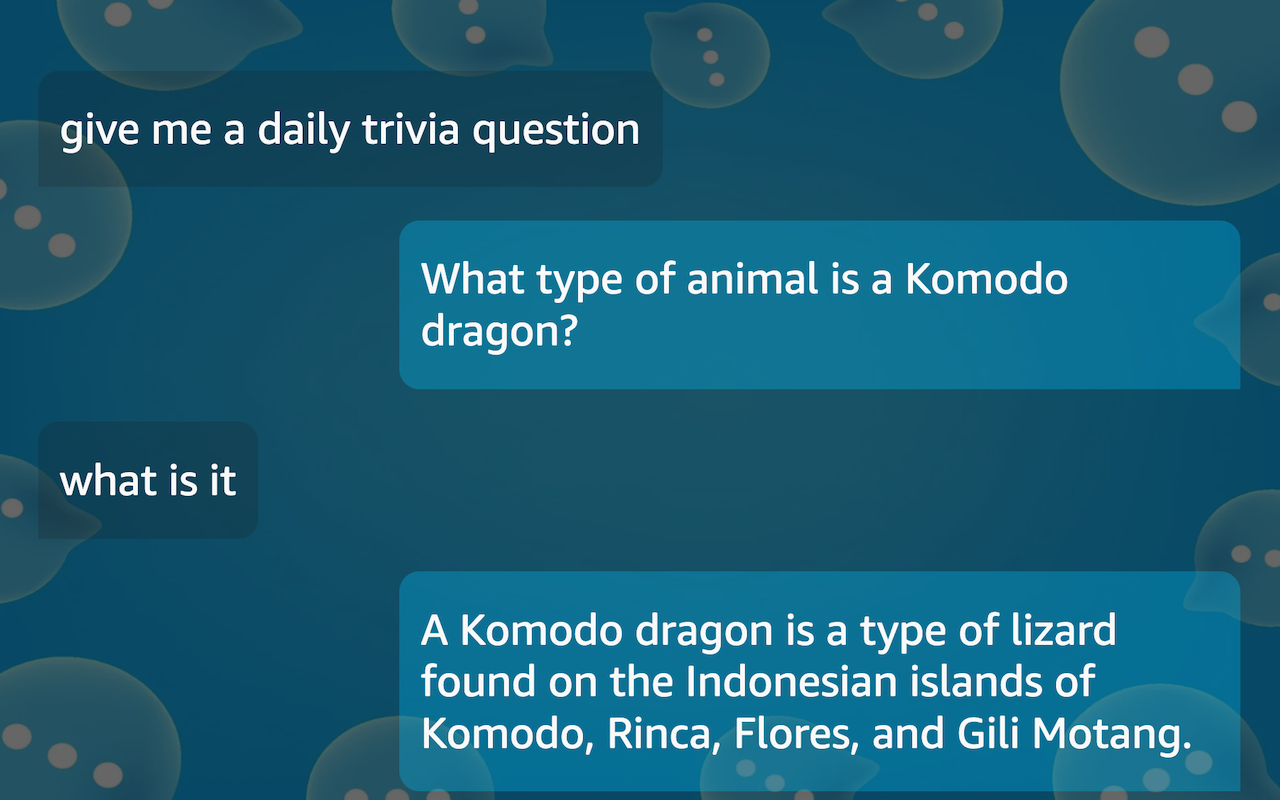 give me a daily trivia question
What type of animal is a Komodo
dragon?
what is it
A Komodo dragon is a type of lizard
found on the Indonesian islands of
Komodo, Rinca, Flores, and Gili Motang.